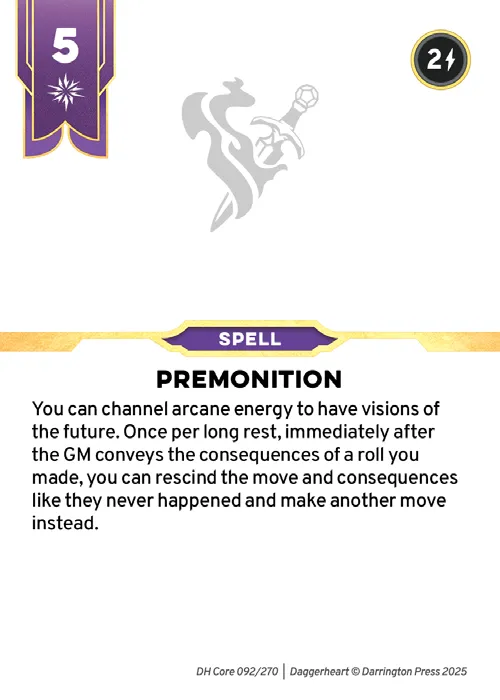 5
2
SPELL
PREMONITION
You can channel arcane energy to have visions of
the future. Once per long rest, immediately after
the GM conveys the consequences of a roll you
made, you can rescind the move and consequences
like they never happened and make another move
instead.
DH Core 092/270 | Daggerheart © Darrington Press 2025